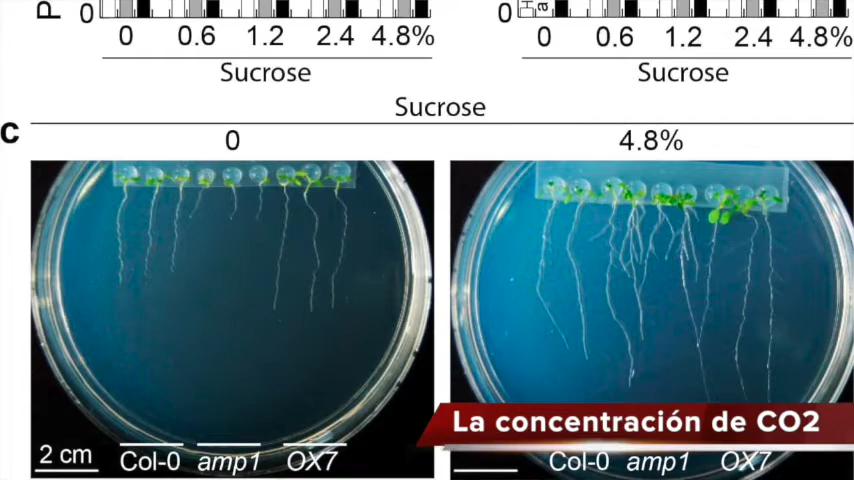 0
0
0 0.6 1.2 2.4 4.8%
0 0.6 1.2 2.4 4.8%
Sucrose
Sucrose
Sucrose
c
0
4.8%
La concentración de CO2
2 cm
Col-0 amp1 OX7
Col-0 amp1 OX7